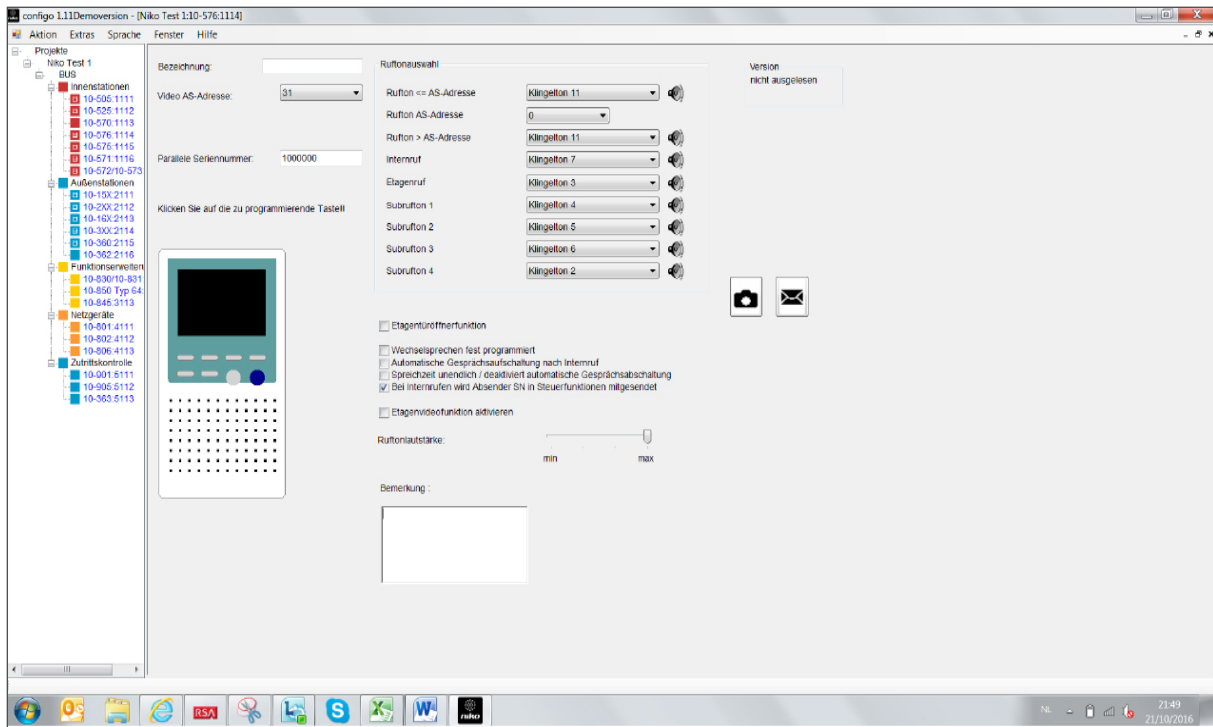 configo 1.11Demoversion - [Niko Test 1:10-576:1114]
Aktion Extras Sprache Fenster Hilfe
Projekte
Niko Test 1
BUS
Innenstationen
10-505:1111
10-525:1112
10-570:1113
10-576:1114
10-575:1115
10-571:1116
10-572/10-573
Außenstationen
10-15X:2111
10-2XX:2112
10-16X:2113
10-3XX:2114
10-360:2115
10-362:2116
Funktionserweitern
10-830/10-831
10-850 Typ 64:
10-845:3113
Netzgeräte
10-801:4111
10-802:4112
10-806:4113
Zutrittskontrolle
10-901:5111
10-905:5112
10-363:5113
Bezeichnung:
Video AS-Adresse: 31
Parallele Seriennummer: 1000000
Klicken Sie auf die zu programmierende Taste!!
Ruftonauswahl
Rufton <= AS-Adresse Klingelton 11
Rufton AS-Adresse 0
Rufton > AS-Adresse Klingelton 11
Internruf Klingelton 7
Etagenruf Klingelton 3
Subrufton 1 Klingelton 4
Subrufton 2 Klingelton 5
Subrufton 3 Klingelton 6
Subrufton 4 Klingelton 2
Etagentüröffnerfunktion
Wechselsprechen fest programmiert
Automatische Gesprächsaufschaltung nach Internruf
Spreichzeit unendlich / deaktiviert automatische Gesprächsabschaltung
Bei Internrufen wird Absender SN in Steuerfunktionen mitgesendet
Etagenvideofunktion aktivieren
Ruftonlautstärke:
min max
Bemerkung :
Version
nicht ausgelesen
RSA
niko
NL
21:49
21/10/2016